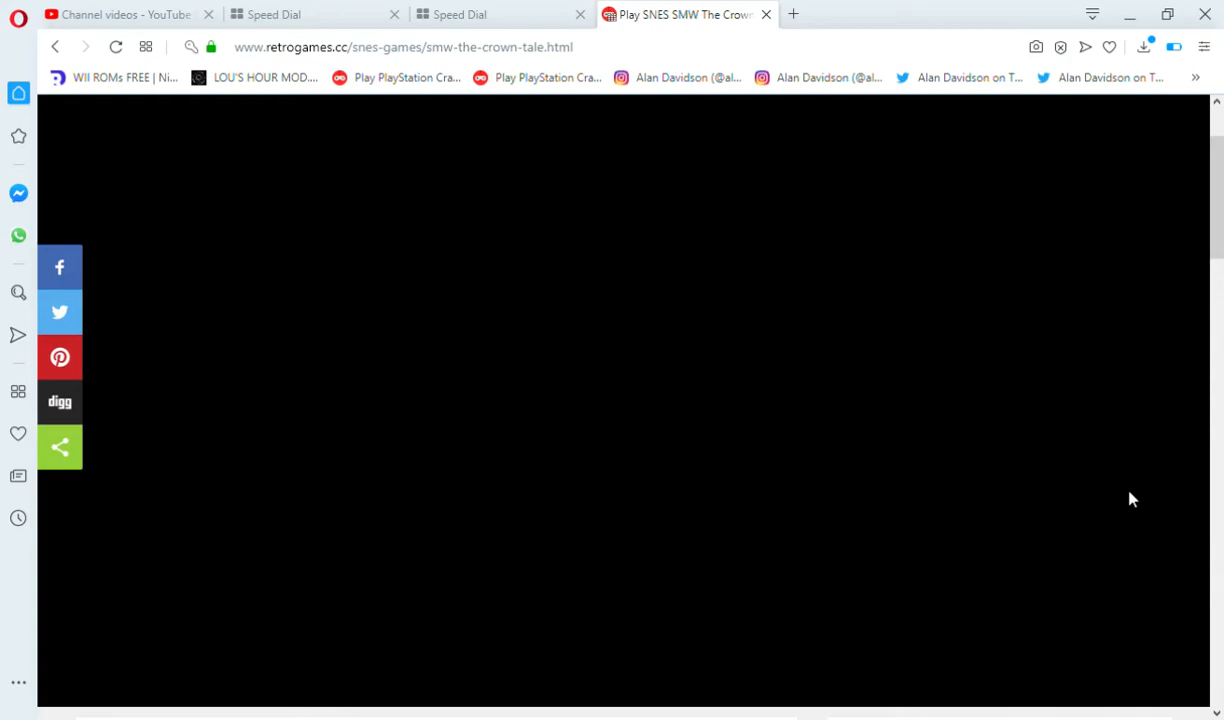 Channel videos - YouTube
Speed Dial
Speed Dial
Play SNES SMW The Crown
www.retrogames.cc/snes-games/smw-the-crown-tale.html
WII ROMs FREE | Ni...
LOU'S HOUR MOD....
Play PlayStation Cra...
Play PlayStation Cra...
Alan Davidson (@al...
Alan Davidson (@al...
Alan Davidson on T...
Alan Davidson on T...
digg